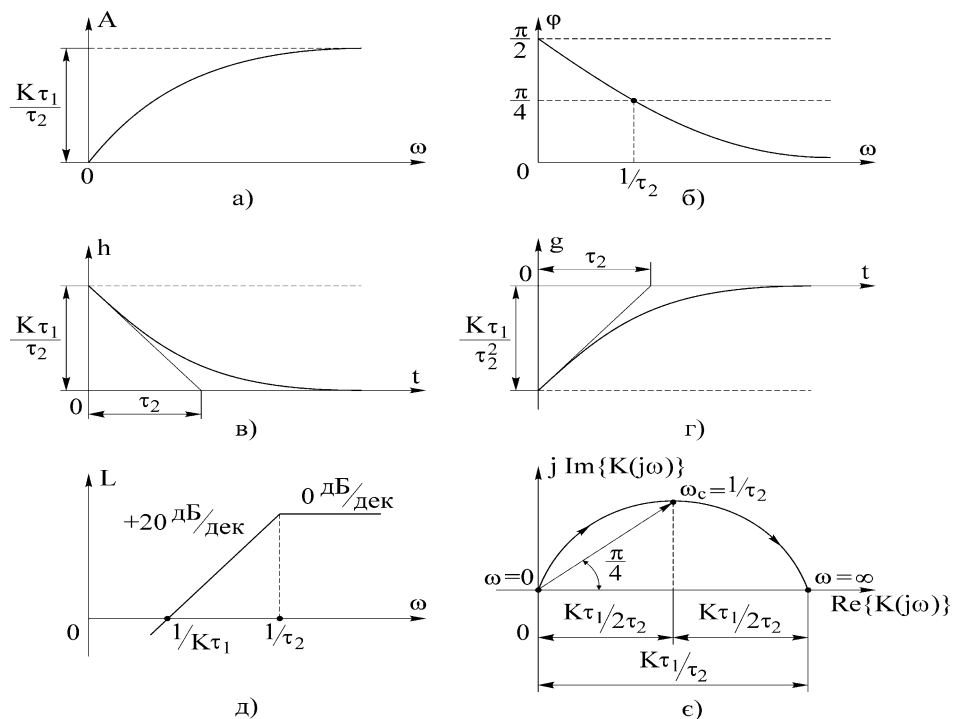 A
Kτ₁/τ₂
0
ω
а)
φ
π/2
π/4
0
1/τ₂
ω
б)
h
Kτ₁/τ₂
0
τ₂
t
в)
g
0
τ₂
t
Kτ₁/τ₂²
г)
L
+20 дБ/дек
0 дБ/дек
0
1/Kτ₁
1/τ₂
ω
д)
j Im{K(jω)}
ω_c=1/τ₂
π/4
ω=0
ω=∞
Re{K(jω)}
0
Kτ₁/2τ₂
Kτ₁/2τ₂
Kτ₁/τ₂
є)